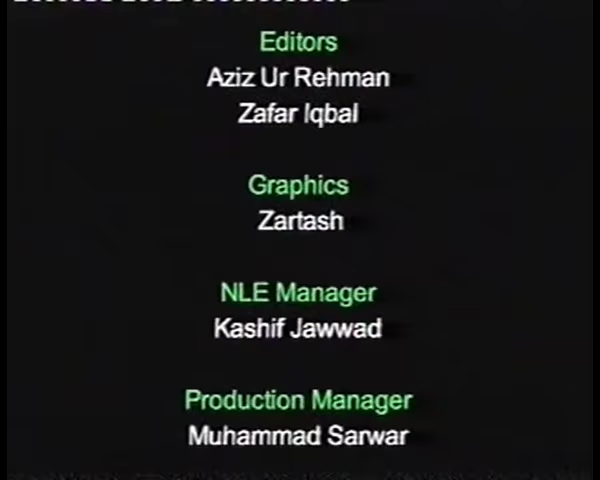 Editors
Aziz Ur Rehman
Zafar Iqbal
Graphics
Zartash
NLE Manager
Kashif Jawwad
Production Manager
Muhammad Sarwar